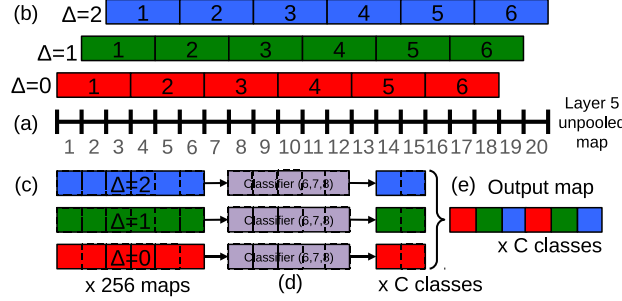 (b) Δ=2 1 2 3 4 5 6
Δ=1 1 2 3 4 5 6
Δ=0 1 2 3 4 5 6
(a) 1 2 3 4 5 6 7 8 9 10 11 12 13 14 15 16 17 18 19 20
Layer 5
unpooled
map
(c) Δ=2 Classifier (6,7,8)
Δ=1 Classifier (6,7,8)
Δ=0 Classifier (6,7,8)
x 256 maps
(d)
x C classes
(e) Output map
x C classes